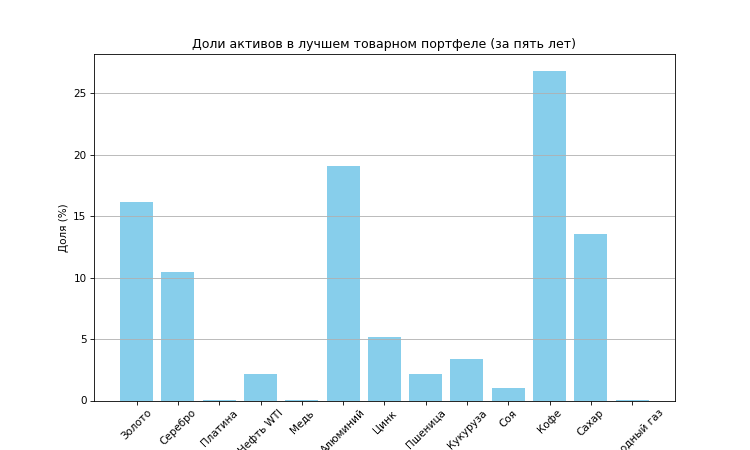 Доли активов в лучшем товарном портфеле (за пять лет)
Доля (%)
25
20
15
10
5
0
Золото
Серебро
Платина
Нефть WTI
Медь
Алюминий
Цинк
Пшеница
Кукуруза
Соя
Кофе
Сахар
одный газ